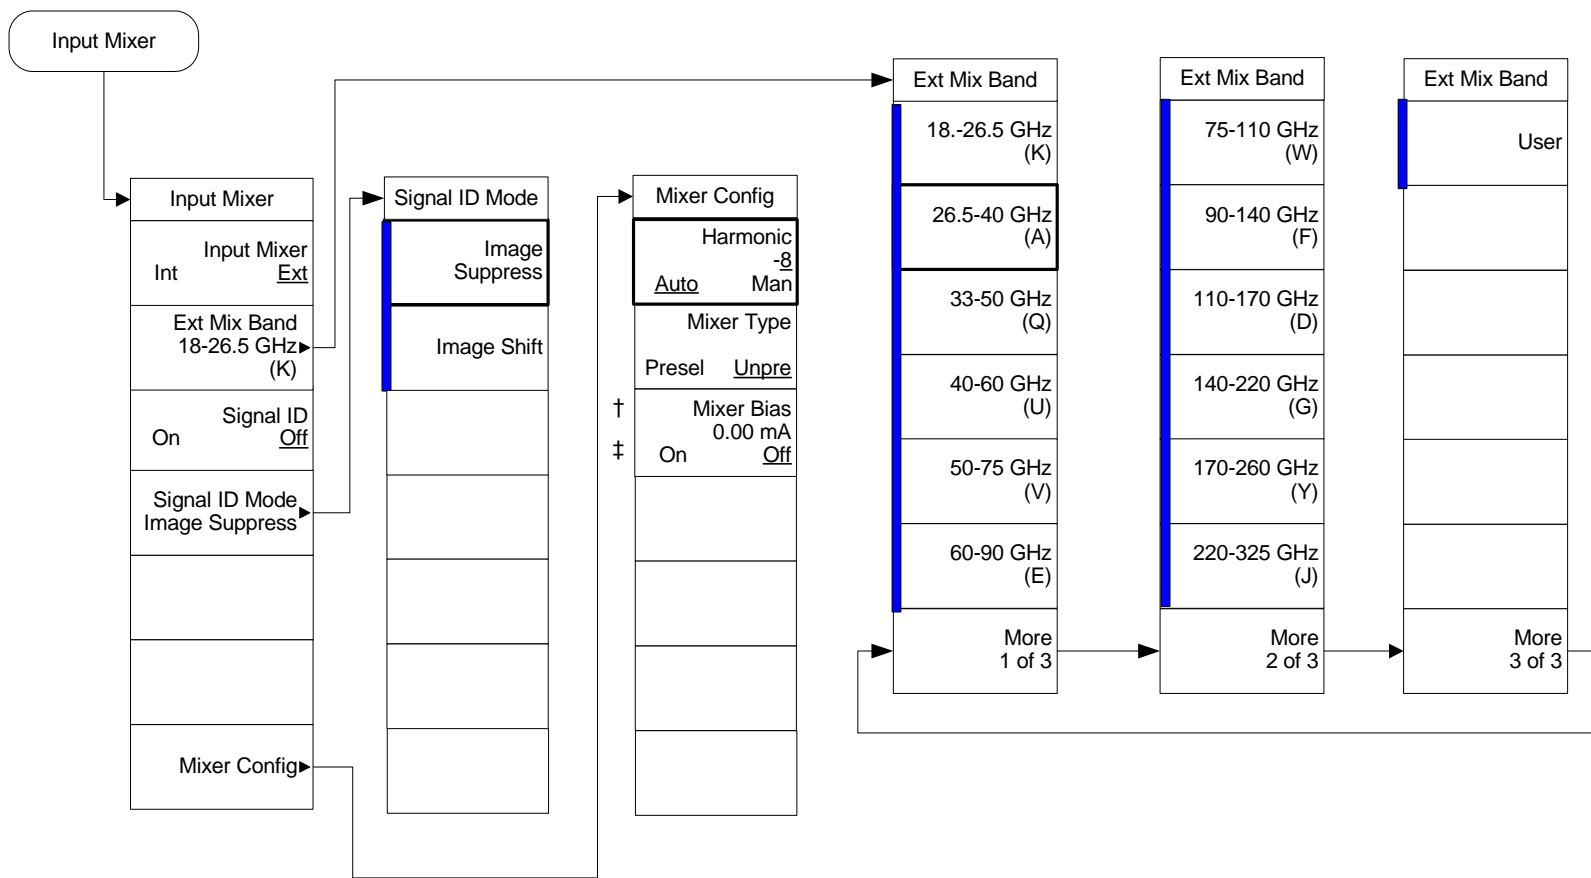 Input Mixer
Input Mixer
Input Mixer
Int Ext
Ext Mix Band
18-26.5 GHz
(K)
Signal ID
On Off
Signal ID Mode
Image Suppress
Mixer Config
Signal ID Mode
Image
Suppress
Image Shift
Mixer Config
Harmonic
-8
Auto Man
Mixer Type
Presel Unpre
† Mixer Bias
0.00 mA
‡ On Off
Ext Mix Band
18.-26.5 GHz
(K)
26.5-40 GHz
(A)
33-50 GHz
(Q)
40-60 GHz
(U)
50-75 GHz
(V)
60-90 GHz
(E)
More
1 of 3
Ext Mix Band
75-110 GHz
(W)
90-140 GHz
(F)
110-170 GHz
(D)
140-220 GHz
(G)
170-260 GHz
(Y)
220-325 GHz
(J)
More
2 of 3
Ext Mix Band
User
More
3 of 3